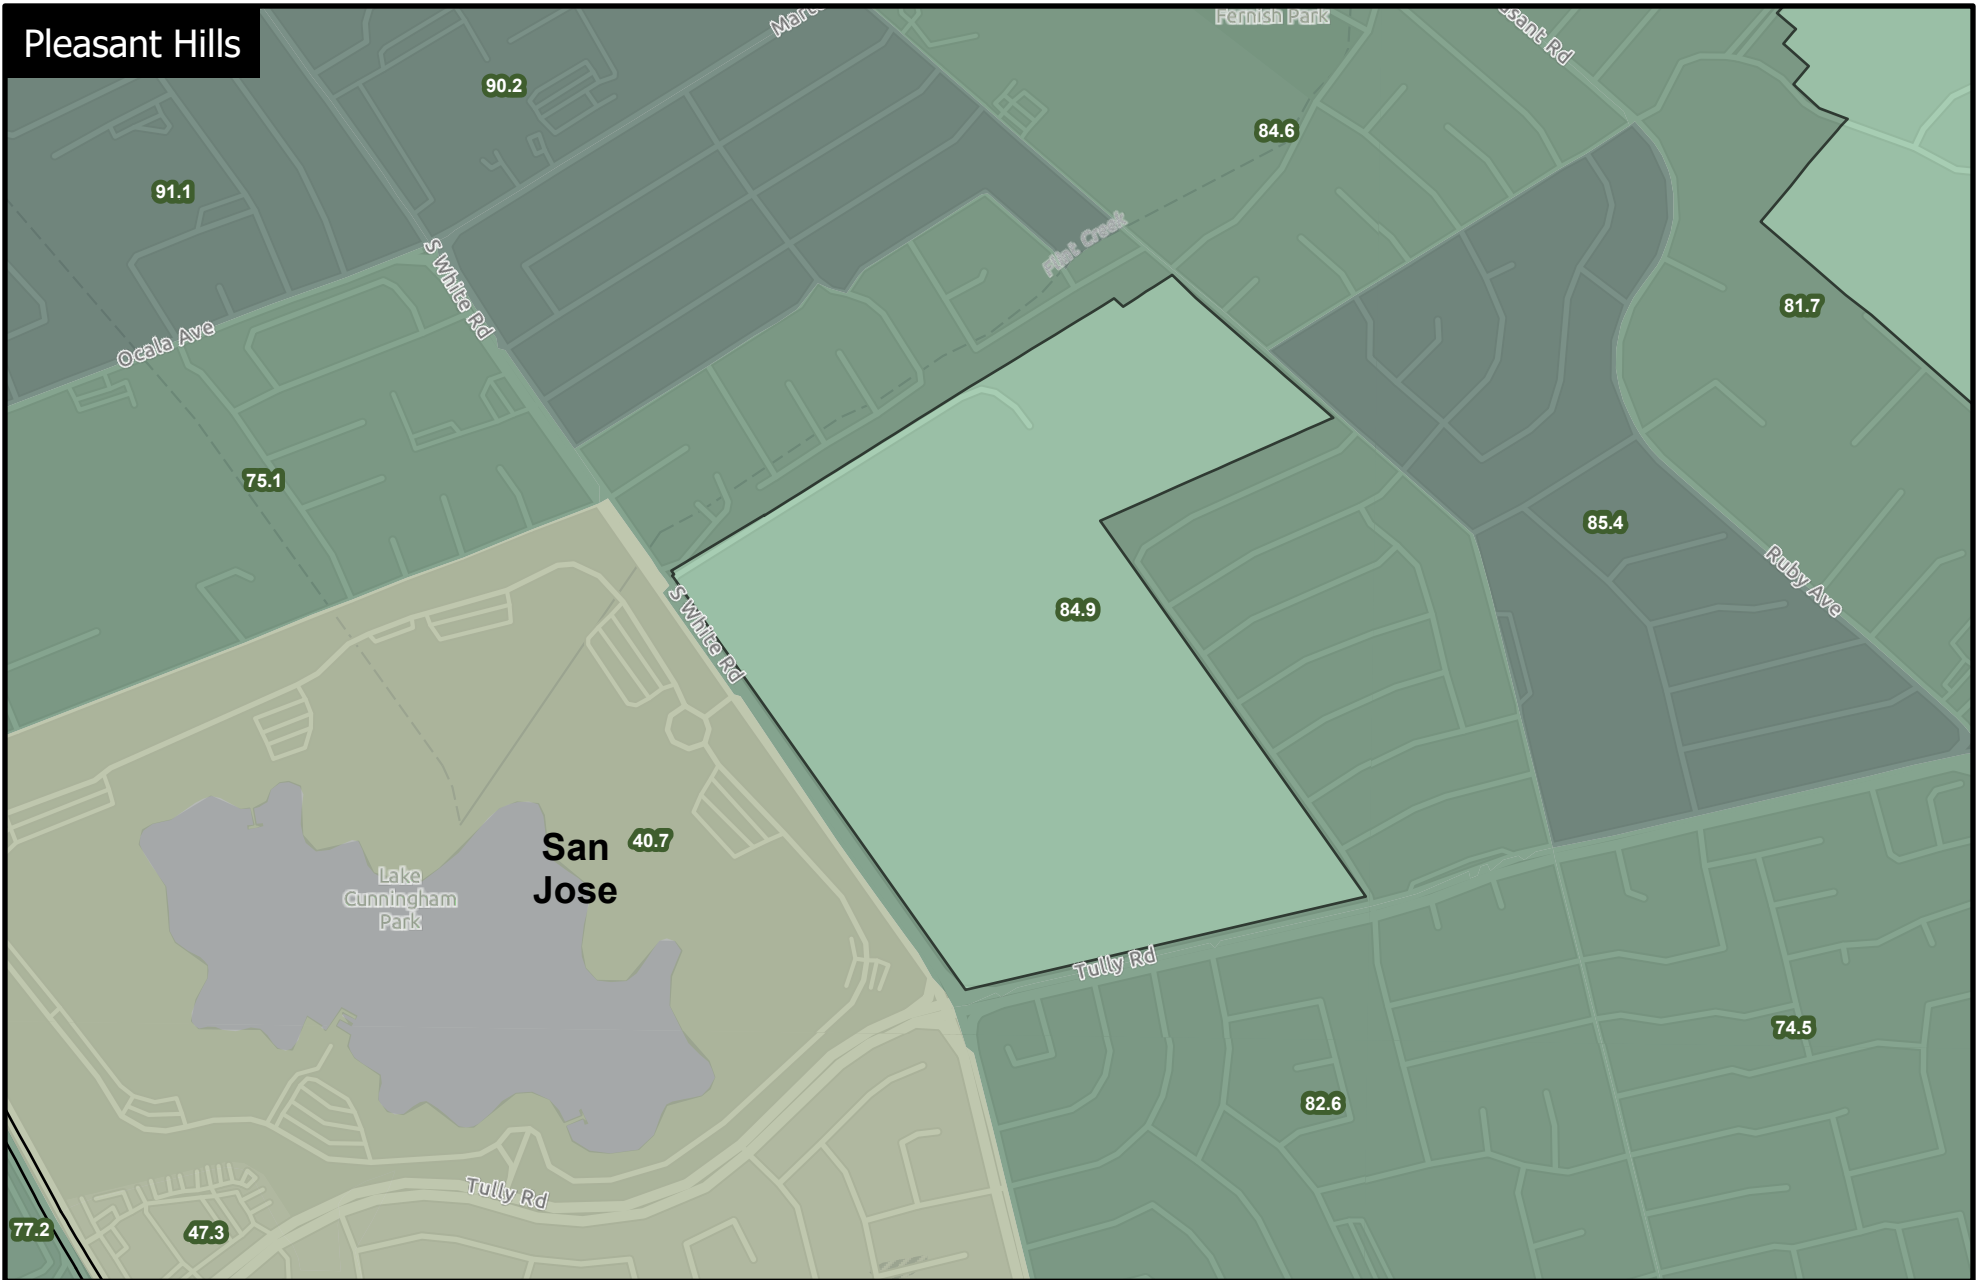 Pleasant Hills
Fernish Park
90.2
84.6
91.1
Flint Creek
S White Rd
81.7
Ocala Ave
75.1
85.4
Ruby Ave
84.9
S White Rd
San
Jose
40.7
Lake
Cunningham
Park
Tully Rd
74.5
82.6
Tully Rd
77.2
47.3